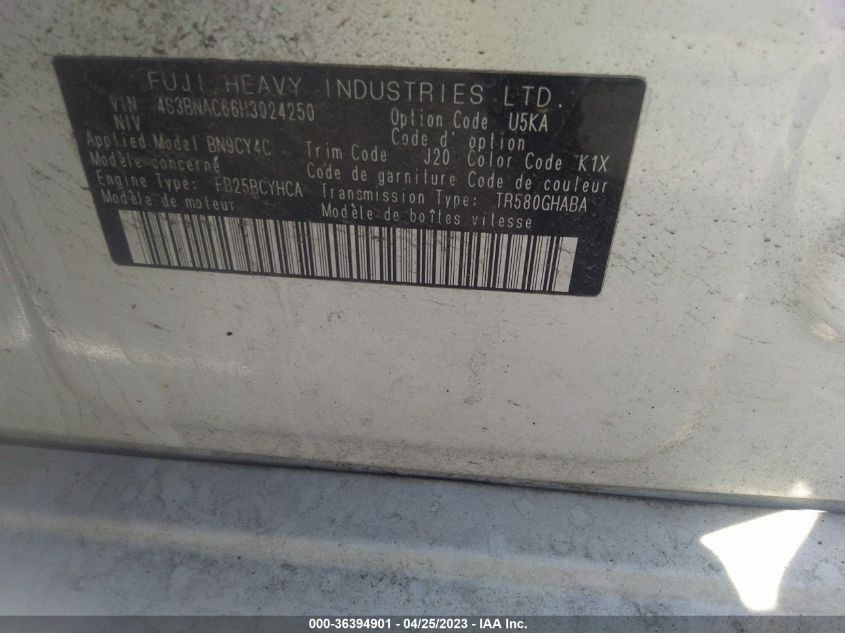 FUJI HEAVY INDUSTRIES LTD.
VIN 4S3BNAC66H3024250 Option Code U5KA
NIV Code d'option
Applied Model BN9CY4C Trim Code J20 Color Code K1X
Modèle concerné Code de garniture Code de couleur
Engine Type: FB25BCYHCA Transmission Type: TR580GHABA
Modèle de moteur Modèle de boîtes vitesse
000-36394901 - 04/25/2023 - IAA Inc.